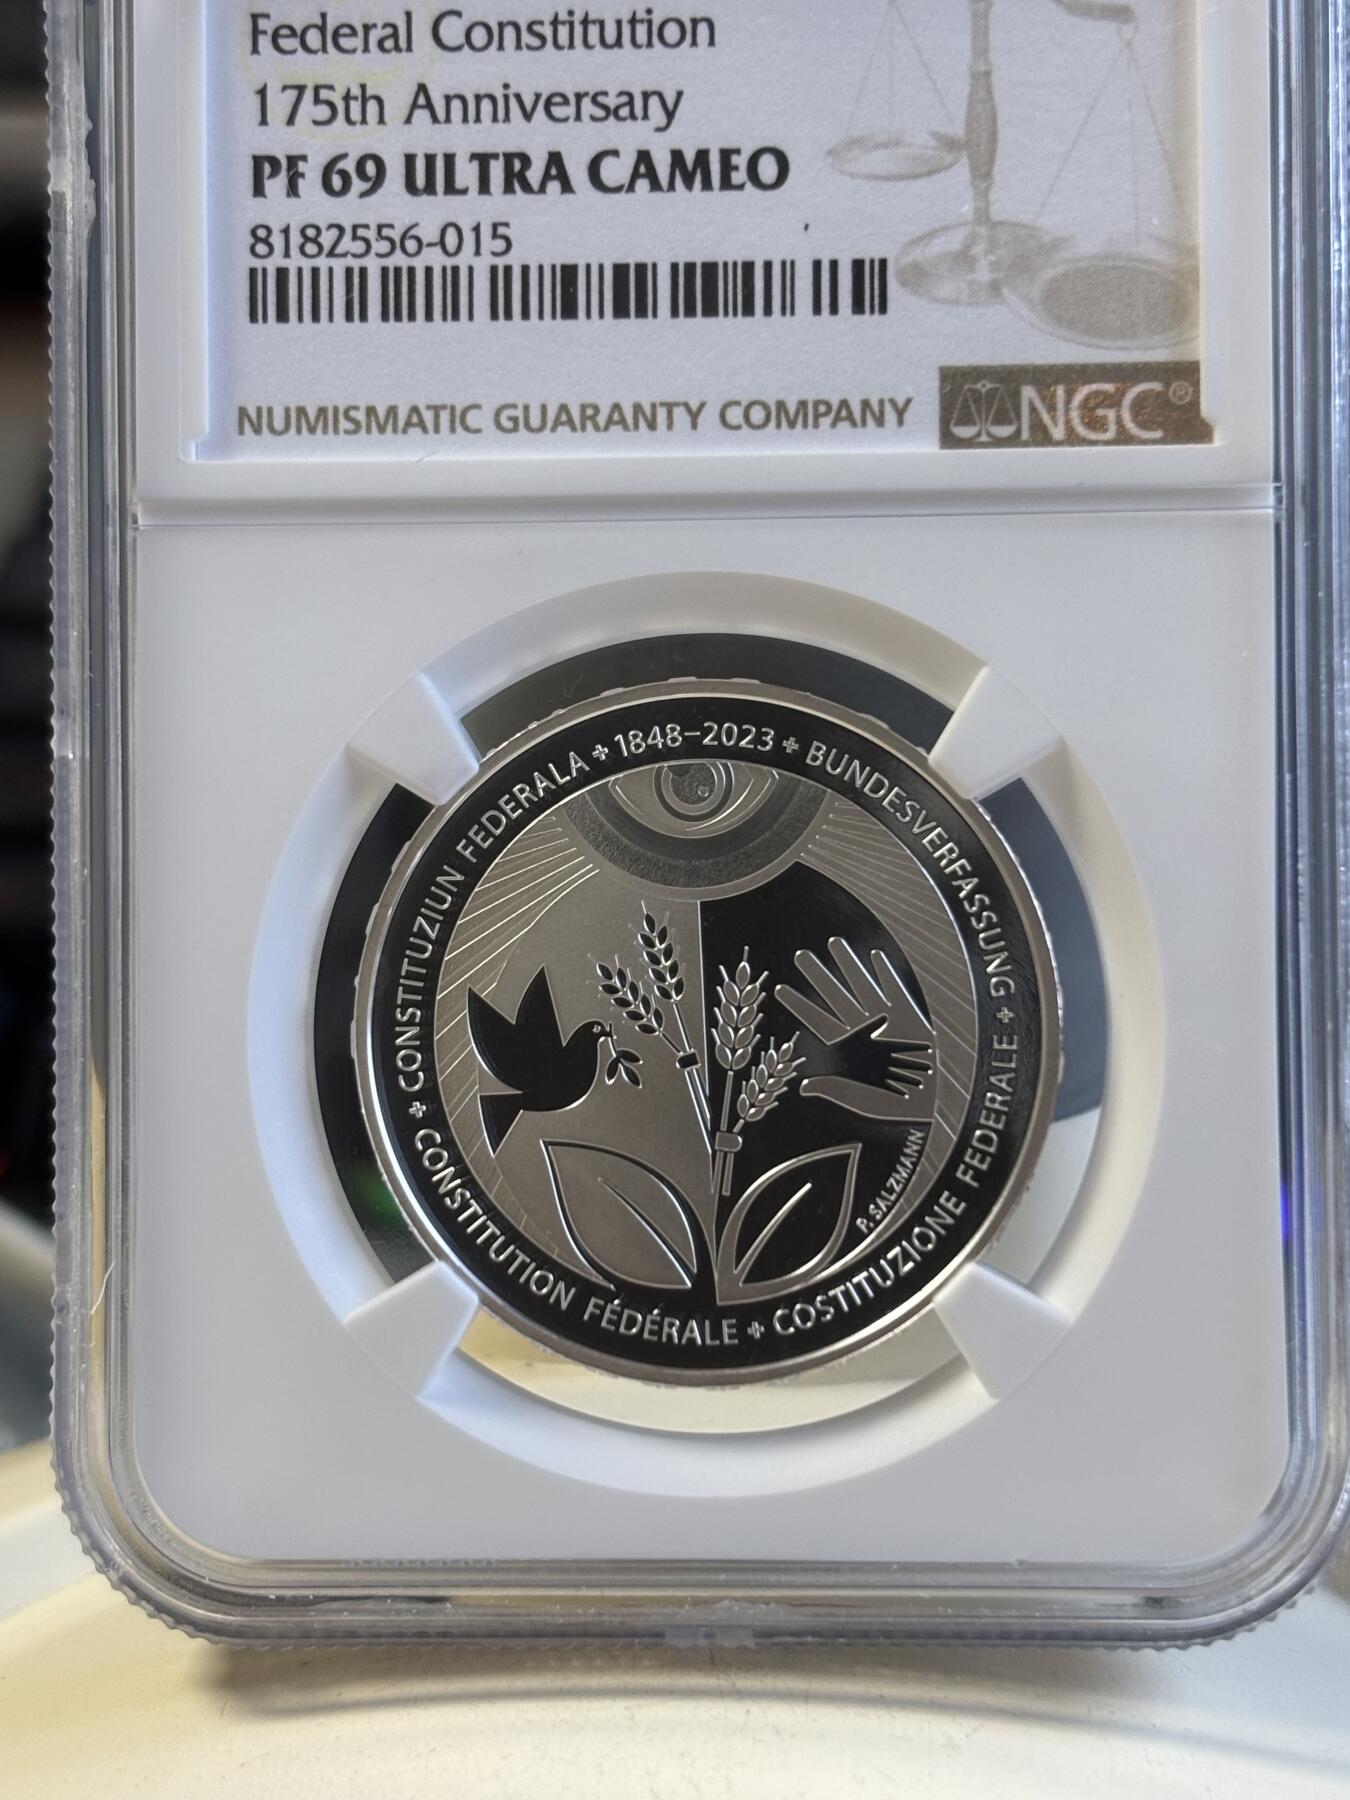 Federal Constitution
175th Anniversary
PF 69 ULTRA CAMEO
8182556-015
NUMISMATIC GUARANTY COMPANY
NGC®
1848–2023 + BUNDESVERFASSUNG + COSTITUZIONE FEDERALE + CONSTITUTION FÉDÉRALE + CONSTITUZIUN FEDERALA +
P. SALZMANN